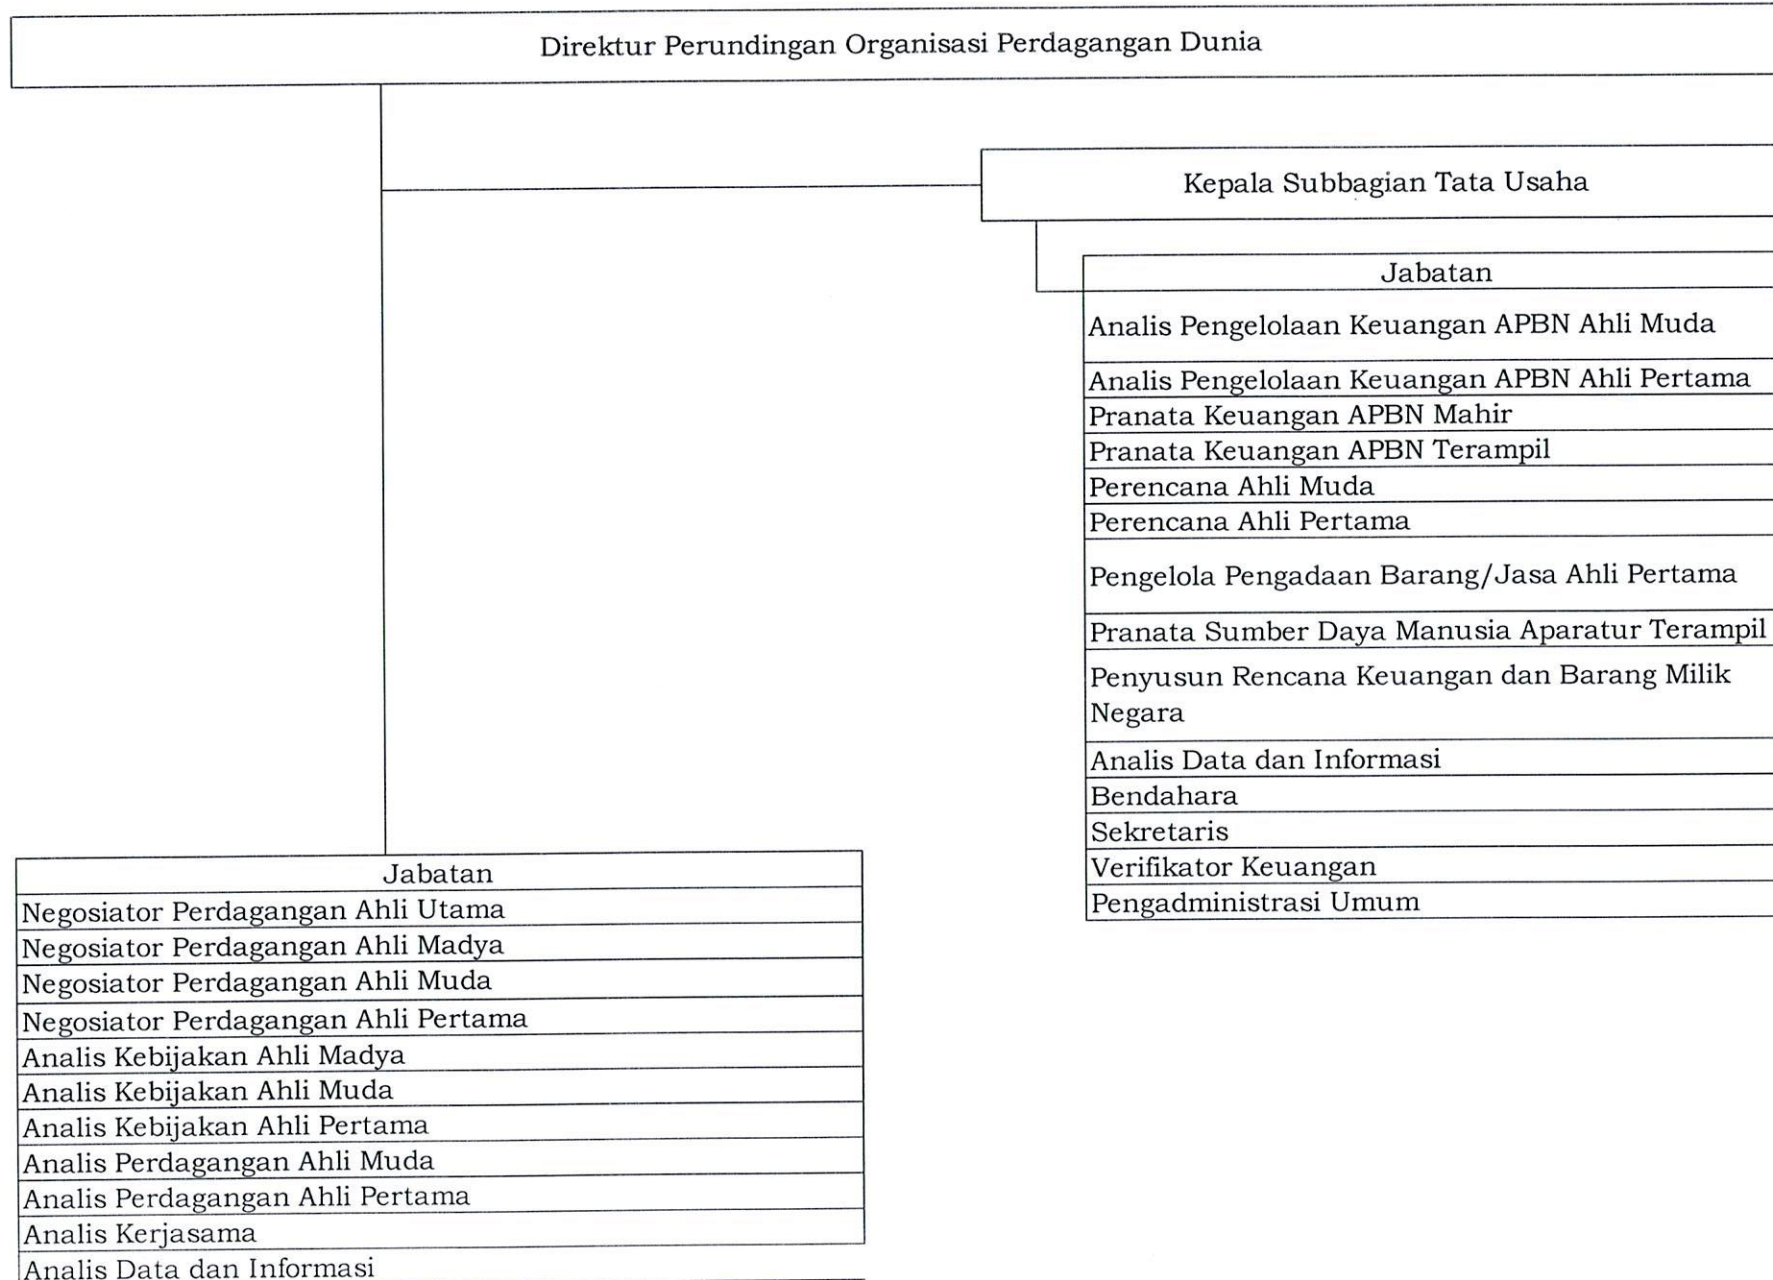 Direktur Perundingan Organisasi Perdagangan Dunia
Kepala Subbagian Tata Usaha
Jabatan
Analis Pengelolaan Keuangan APBN Ahli Muda
Analis Pengelolaan Keuangan APBN Ahli Pertama
Pranata Keuangan APBN Mahir
Pranata Keuangan APBN Terampil
Perencana Ahli Muda
Perencana Ahli Pertama
Pengelola Pengadaan Barang/Jasa Ahli Pertama
Pranata Sumber Daya Manusia Aparatur Terampil
Penyusun Rencana Keuangan dan Barang Milik
Negara
Analis Data dan Informasi
Bendahara
Sekretaris
Verifikator Keuangan
Pengadministrasi Umum
Jabatan
Negosiator Perdagangan Ahli Utama
Negosiator Perdagangan Ahli Madya
Negosiator Perdagangan Ahli Muda
Negosiator Perdagangan Ahli Pertama
Analis Kebijakan Ahli Madya
Analis Kebijakan Ahli Muda
Analis Kebijakan Ahli Pertama
Analis Perdagangan Ahli Muda
Analis Perdagangan Ahli Pertama
Analis Kerjasama
Analis Data dan Informasi